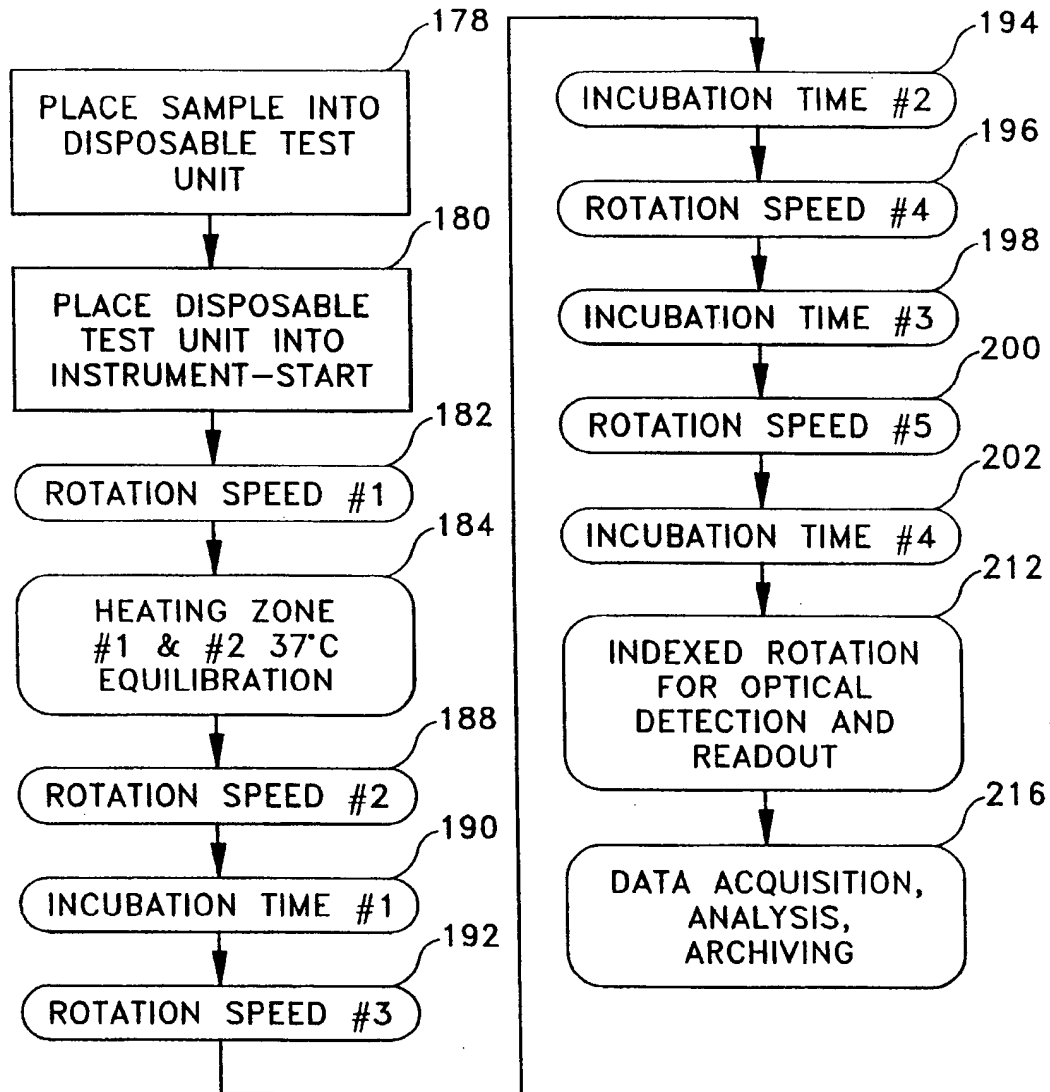 178
PLACE SAMPLE INTO
DISPOSABLE TEST
UNIT
180
PLACE DISPOSABLE
TEST UNIT INTO
INSTRUMENT-START
182
ROTATION SPEED #1
184
HEATING ZONE
#1 & #2 37°C
EQUILIBRATION
188
ROTATION SPEED #2
190
INCUBATION TIME #1
192
ROTATION SPEED #3
194
INCUBATION TIME #2
196
ROTATION SPEED #4
198
INCUBATION TIME #3
200
ROTATION SPEED #5
202
INCUBATION TIME #4
212
INDEXED ROTATION
FOR OPTICAL
DETECTION AND
READOUT
216
DATA ACQUISITION,
ANALYSIS,
ARCHIVING